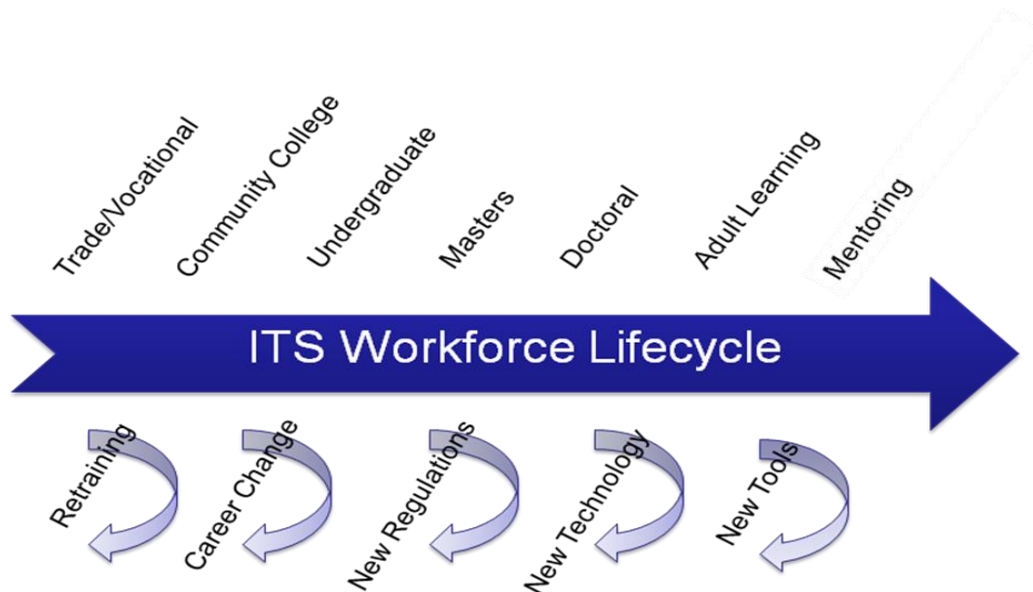 Trade/Vocational
Community College
Undergraduate
Masters
Doctoral
Adult Learning
Mentoring
ITS Workforce Lifecycle
Retraining
Career Change
New Regulations
New Technology
New Tools